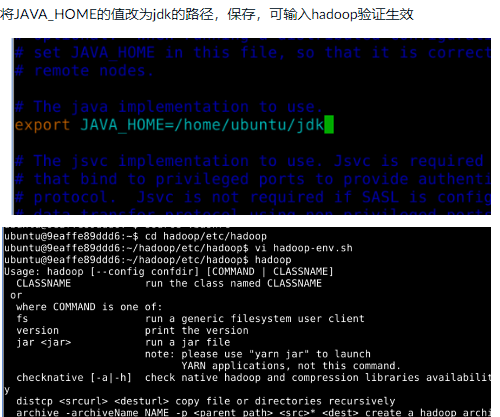 将JAVA_HOME的值改为jdk的路径，保存，可输入hadoop验证生效
# set JAVA_HOME in this file, so that it is correct
# remote nodes.
# The java implementation to use.
export JAVA_HOME=/home/ubuntu/jdk
# The jsvc implementation to use. Jsvc is required
# that bind to privileged ports to provide authenti
# protocol.  Jsvc is not required if SASL is config
ubuntu@9eaffe89ddd6:~$ cd hadoop/etc/hadoop
ubuntu@9eaffe89ddd6:~/hadoop/etc/hadoop$ vi hadoop-env.sh
ubuntu@9eaffe89ddd6:~/hadoop/etc/hadoop$ hadoop
Usage: hadoop [--config confdir] [COMMAND | CLASSNAME]
CLASSNAME            run the class named CLASSNAME
or
where COMMAND is one of:
fs                   run a generic filesystem user client
version              print the version
jar <jar>            run a jar file
note: please use "yarn jar" to launch
YARN applications, not this command.
checknative [-a|-h]  check native hadoop and compression libraries availabilit
y
distcp <srcurl> <desturl> copy file or directories recursively
archive -archiveName NAME -p <parent path> <src>* <dest> create a hadoop archi